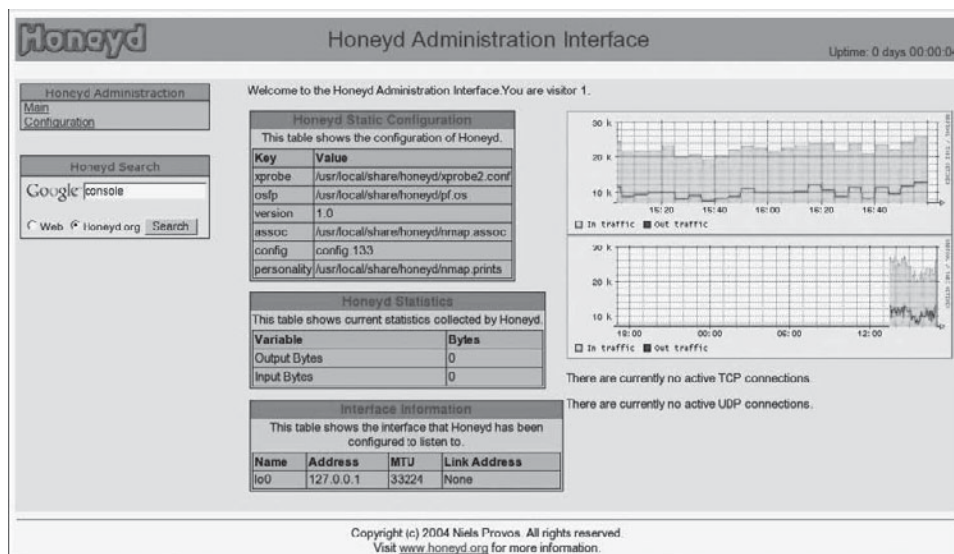 Honeyd
Honeyd Administration Interface
Uptime: 0 days 00:00:04
Honeyd Administraction
Main
Configuration
Honeyd Search
Google console
Web Honeyd.org Search
Welcome to the Honeyd Administration Interface.You are visitor 1.
Honeyd Static Configuration
This table shows the configuration of Honeyd.
Key Value
xprobe /usr/local/share/honeyd/xprobe2.conf
osfp /usr/local/share/honeyd/pf.os
version 1.0
assoc /usr/local/share/honeyd/nmap.assoc
config config.133
personality /usr/local/share/honeyd/nmap.prints
Honeyd Statistics
This table shows current statistics collected by Honeyd.
Variable Bytes
Output Bytes 0
Input Bytes 0
Interface Information
This table shows the interface that Honeyd has been
configured to listen to.
Name Address MTU Link Address
lo0 127.0.0.1 33224 None
30 k
20 k
10 k
15:20 15:40 16:00 16:20 16:40
In traffic Out traffic
30 k
20 k
10 k
18:00 00:00 06:00 12:00
In traffic Out traffic
There are currently no active TCP connections.
There are currently no active UDP connections.
Copyright (c) 2004 Niels Provos. All rights reserved.
Visit www.honeyd.org for more information.